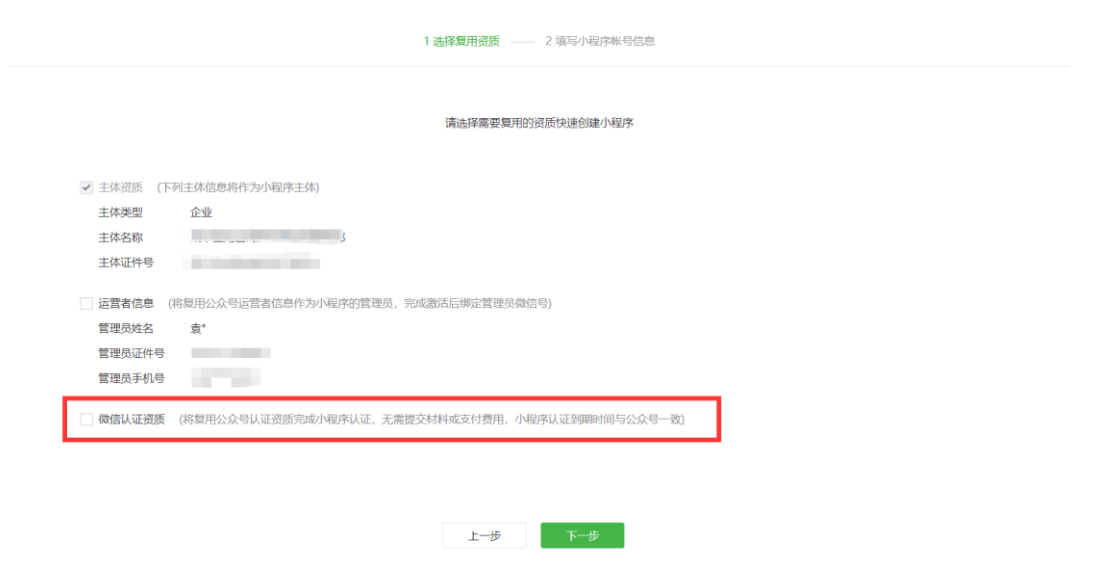 1 选择复用资质 —— 2 填写小程序帐号信息
请选择需要复用的资质快速创建小程序
主体资质 (下列主体信息将作为小程序主体)
主体类型 企业
主体名称
主体证件号
运营者信息 (将复用公众号运营者信息作为小程序的管理员，完成激活后绑定管理员微信号)
管理员姓名 袁*
管理员证件号
管理员手机号
微信认证资质 (将复用公众号认证资质完成小程序认证，无需提交材料或支付费用，小程序认证到期时间与公众号一致)
上一步 下一步